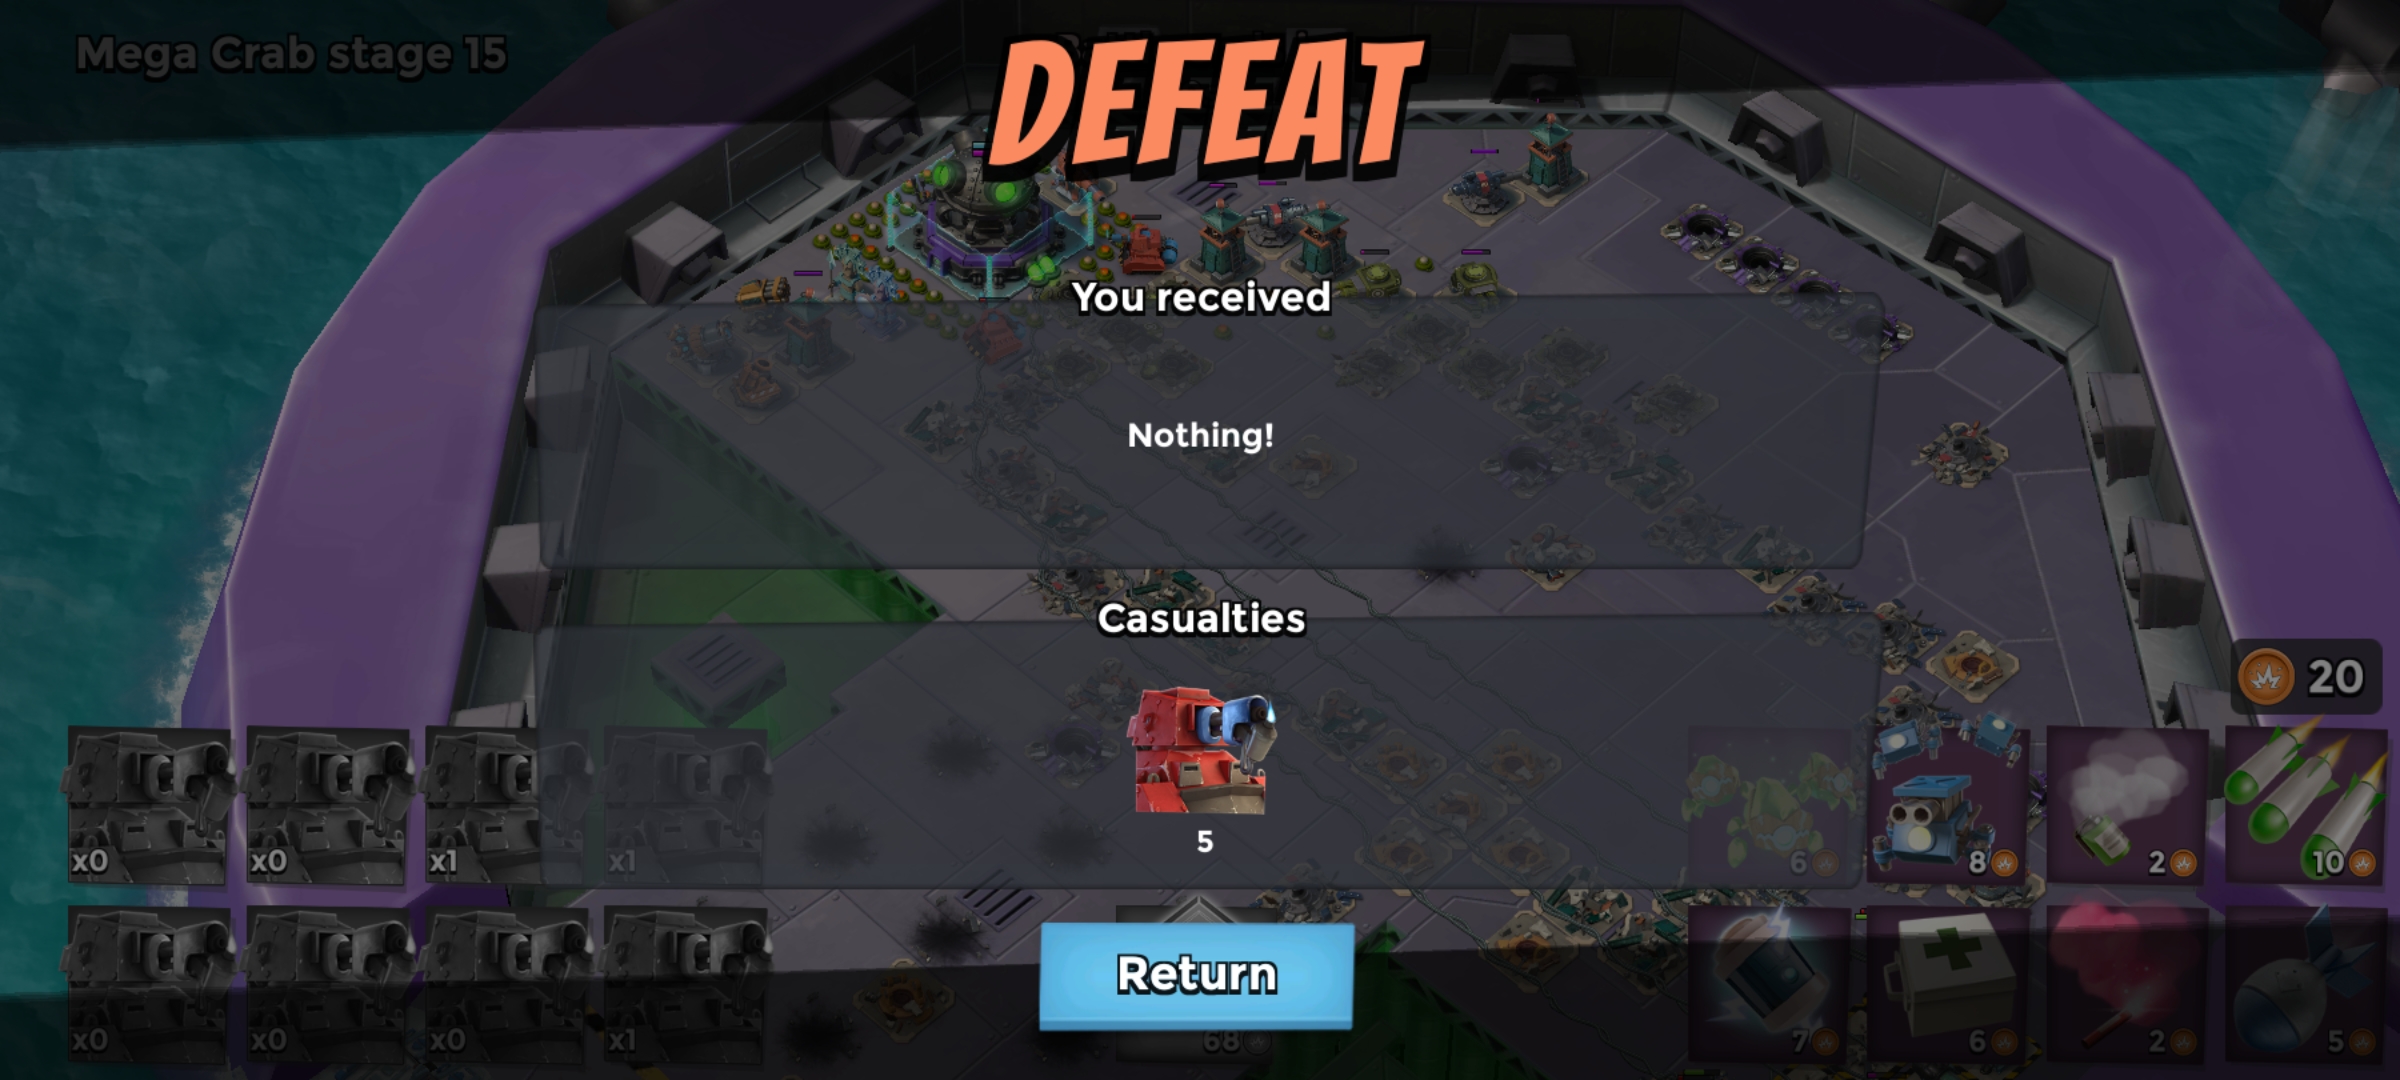 Mega Crab stage 15
DEFEAT
You received
Nothing!
Casualties
5
20
x0
x0
x1
x1
6
8
2
10
x0
x0
x0
x1
Return
68
7
6
2
5